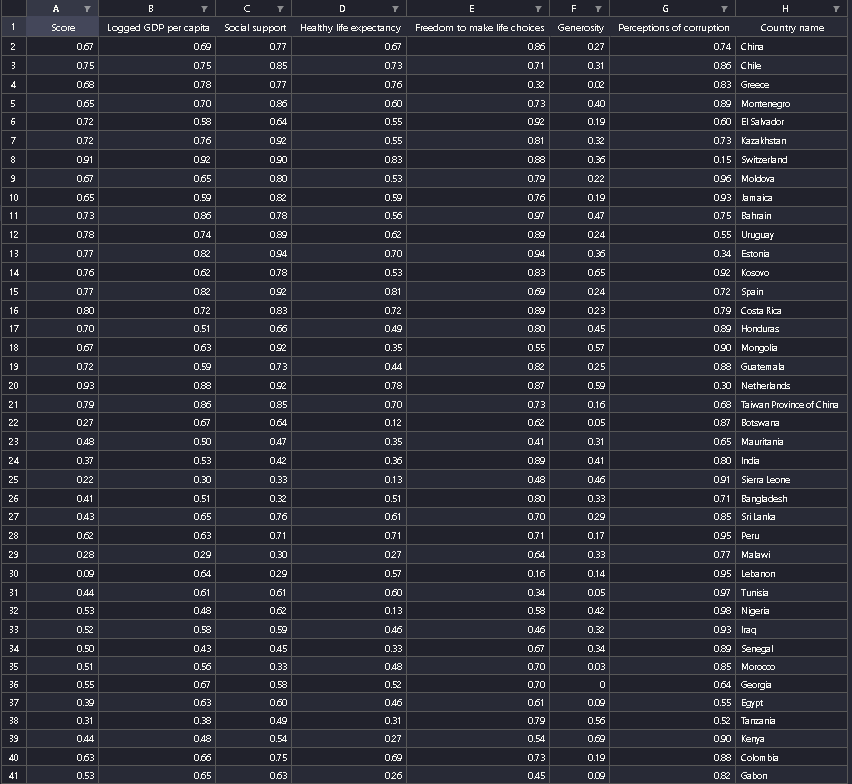 A B C D E F G H
1 Score Logged GDP per capita Social support Healthy life expectancy Freedom to make life choices Generosity Perceptions of corruption Country name
2 0.67 0.69 0.77 0.67 0.86 0.27 0.74 China
3 0.75 0.75 0.85 0.73 0.71 0.31 0.86 Chile
4 0.68 0.78 0.77 0.76 0.32 0.02 0.83 Greece
5 0.65 0.70 0.86 0.60 0.73 0.40 0.89 Montenegro
6 0.72 0.58 0.64 0.55 0.92 0.19 0.60 El Salvador
7 0.72 0.76 0.92 0.55 0.81 0.32 0.73 Kazakhstan
8 0.91 0.92 0.90 0.83 0.88 0.36 0.15 Switzerland
9 0.67 0.65 0.80 0.53 0.79 0.22 0.96 Moldova
10 0.65 0.59 0.82 0.59 0.76 0.19 0.93 Jamaica
11 0.73 0.86 0.78 0.56 0.97 0.47 0.75 Bahrain
12 0.78 0.74 0.89 0.62 0.89 0.24 0.55 Uruguay
13 0.77 0.82 0.94 0.70 0.94 0.36 0.34 Estonia
14 0.76 0.62 0.78 0.53 0.83 0.65 0.92 Kosovo
15 0.77 0.82 0.92 0.81 0.69 0.24 0.72 Spain
16 0.80 0.72 0.83 0.72 0.89 0.23 0.79 Costa Rica
17 0.70 0.51 0.66 0.49 0.80 0.45 0.89 Honduras
18 0.67 0.63 0.92 0.35 0.55 0.57 0.90 Mongolia
19 0.72 0.59 0.73 0.44 0.82 0.25 0.88 Guatemala
20 0.93 0.88 0.92 0.78 0.87 0.59 0.30 Netherlands
21 0.79 0.86 0.85 0.70 0.73 0.16 0.68 Taiwan Province of China
22 0.27 0.67 0.64 0.12 0.62 0.05 0.87 Botswana
23 0.48 0.50 0.47 0.35 0.41 0.31 0.65 Mauritania
24 0.37 0.53 0.42 0.36 0.89 0.41 0.80 India
25 0.22 0.30 0.33 0.13 0.48 0.46 0.91 Sierra Leone
26 0.41 0.51 0.32 0.51 0.80 0.33 0.71 Bangladesh
27 0.43 0.65 0.76 0.61 0.70 0.29 0.85 Sri Lanka
28 0.62 0.63 0.71 0.71 0.71 0.17 0.95 Peru
29 0.28 0.29 0.30 0.27 0.64 0.33 0.77 Malawi
30 0.09 0.64 0.29 0.57 0.16 0.14 0.95 Lebanon
31 0.44 0.61 0.61 0.60 0.34 0.05 0.97 Tunisia
32 0.53 0.48 0.62 0.13 0.58 0.42 0.98 Nigeria
33 0.52 0.58 0.59 0.46 0.46 0.32 0.93 Iraq
34 0.50 0.43 0.45 0.33 0.67 0.34 0.89 Senegal
35 0.51 0.56 0.33 0.48 0.70 0.03 0.85 Morocco
36 0.55 0.67 0.58 0.52 0.70 0 0.64 Georgia
37 0.39 0.63 0.60 0.46 0.61 0.09 0.55 Egypt
38 0.31 0.38 0.49 0.31 0.79 0.56 0.52 Tanzania
39 0.44 0.48 0.54 0.27 0.54 0.69 0.90 Kenya
40 0.63 0.66 0.75 0.69 0.73 0.19 0.88 Colombia
41 0.53 0.65 0.63 0.26 0.45 0.09 0.82 Gabon